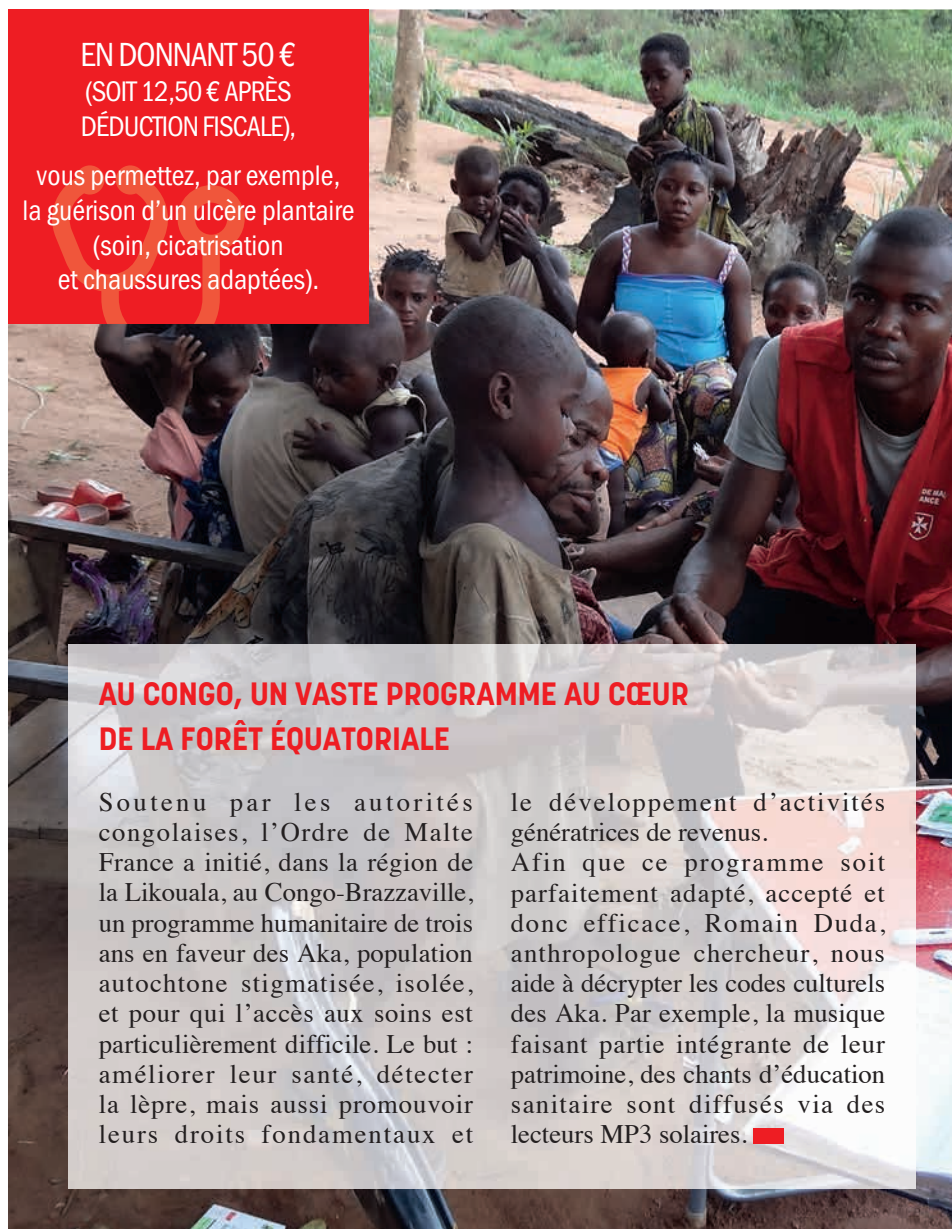 EN DONNANT 50 €
(SOIT 12,50 € APRÈS
DÉDUCTION FISCALE),
vous permettez, par exemple,
la guérison d’un ulcère plantaire
(soin, cicatrisation
et chaussures adaptées).
DE MAL
ANCE
AU CONGO, UN VASTE PROGRAMME AU CŒUR
DE LA FORÊT ÉQUATORIALE
Soutenu par les autorités
congolaises, l’Ordre de Malte
France a initié, dans la région de
la Likouala, au Congo-Brazzaville,
un programme humanitaire de trois
ans en faveur des Aka, population
autochtone stigmatisée, isolée,
et pour qui l’accès aux soins est
particulièrement difficile. Le but :
améliorer leur santé, détecter
la lèpre, mais aussi promouvoir
leurs droits fondamentaux et
le développement d’activités
génératrices de revenus.
Afin que ce programme soit
parfaitement adapté, accepté et
donc efficace, Romain Duda,
anthropologue chercheur, nous
aide à décrypter les codes culturels
des Aka. Par exemple, la musique
faisant partie intégrante de leur
patrimoine, des chants d’éducation
sanitaire sont diffusés via des
lecteurs MP3 solaires.